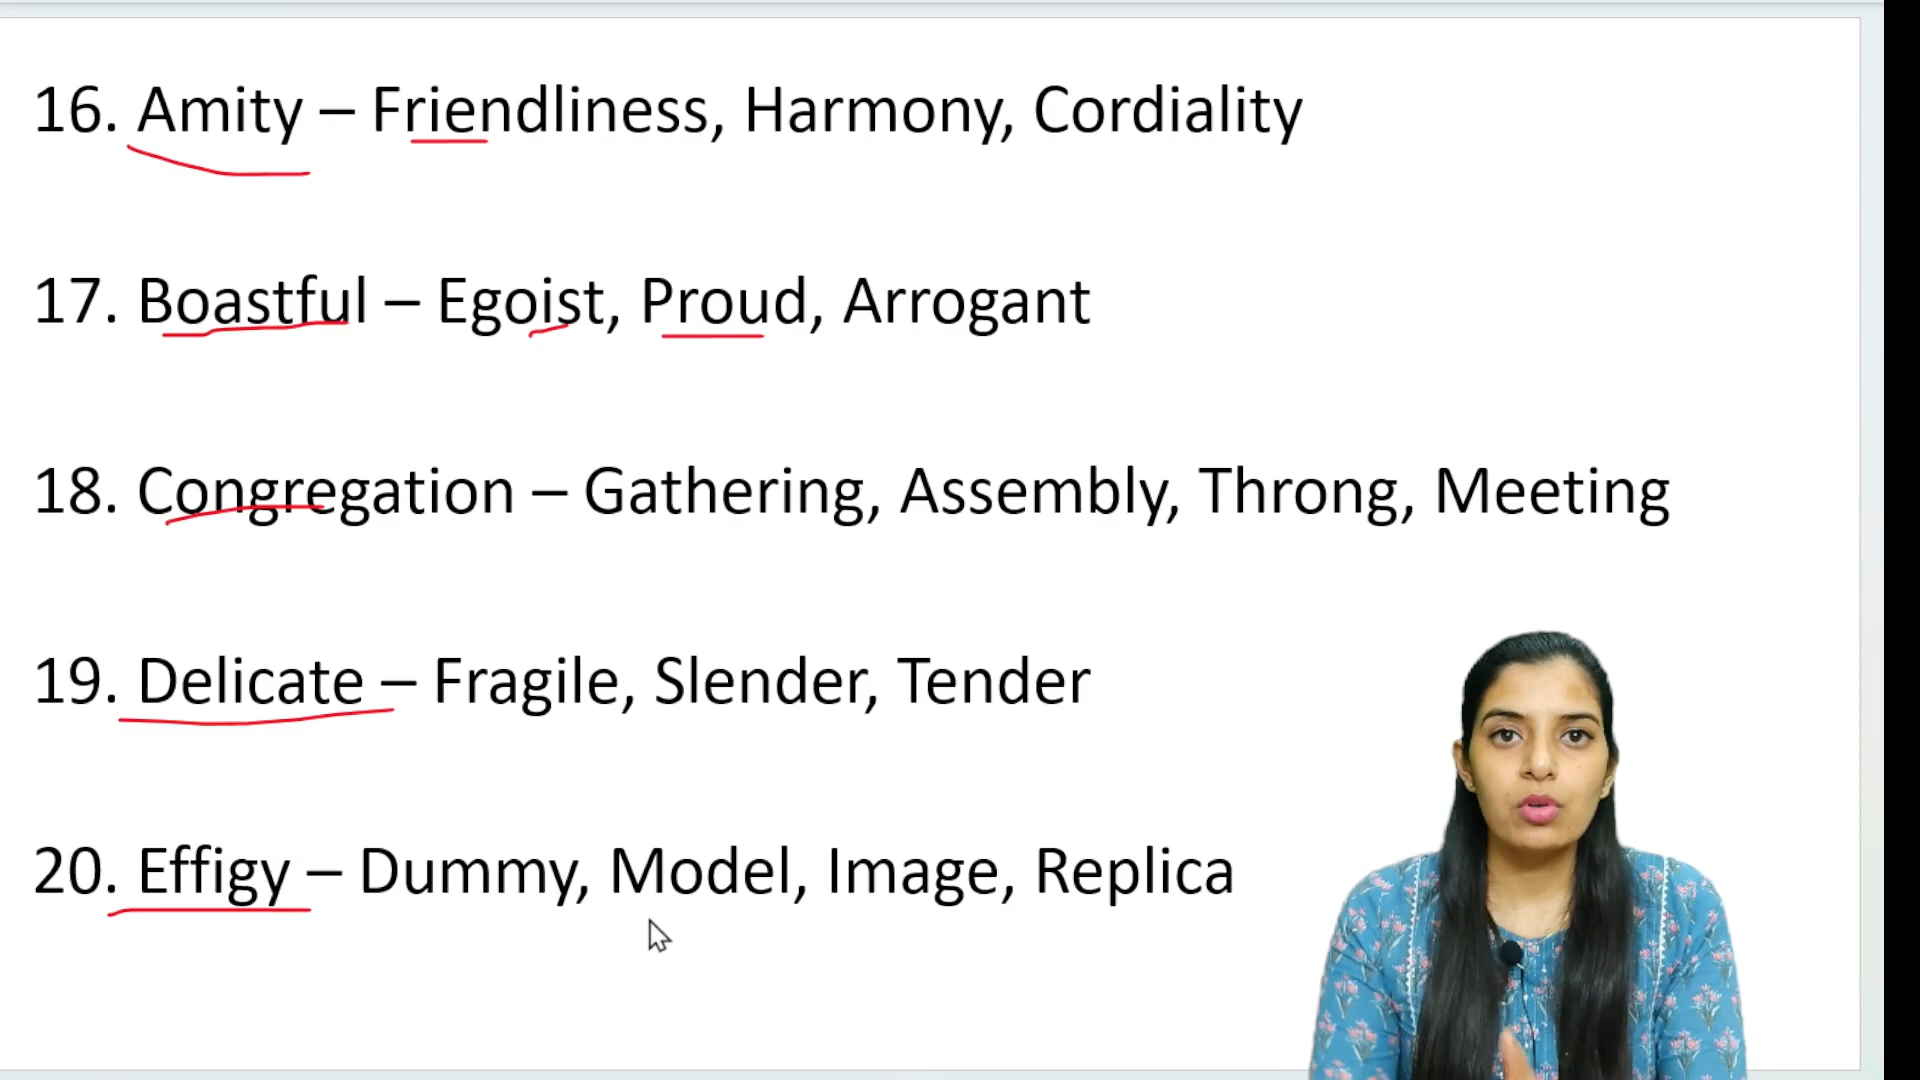 16. Amity – Friendliness, Harmony, Cordiality
17. Boastful – Egoist, Proud, Arrogant
18. Congregation – Gathering, Assembly, Throng, Meeting
19. Delicate – Fragile, Slender, Tender
20. Effigy – Dummy, Model, Image, Replica